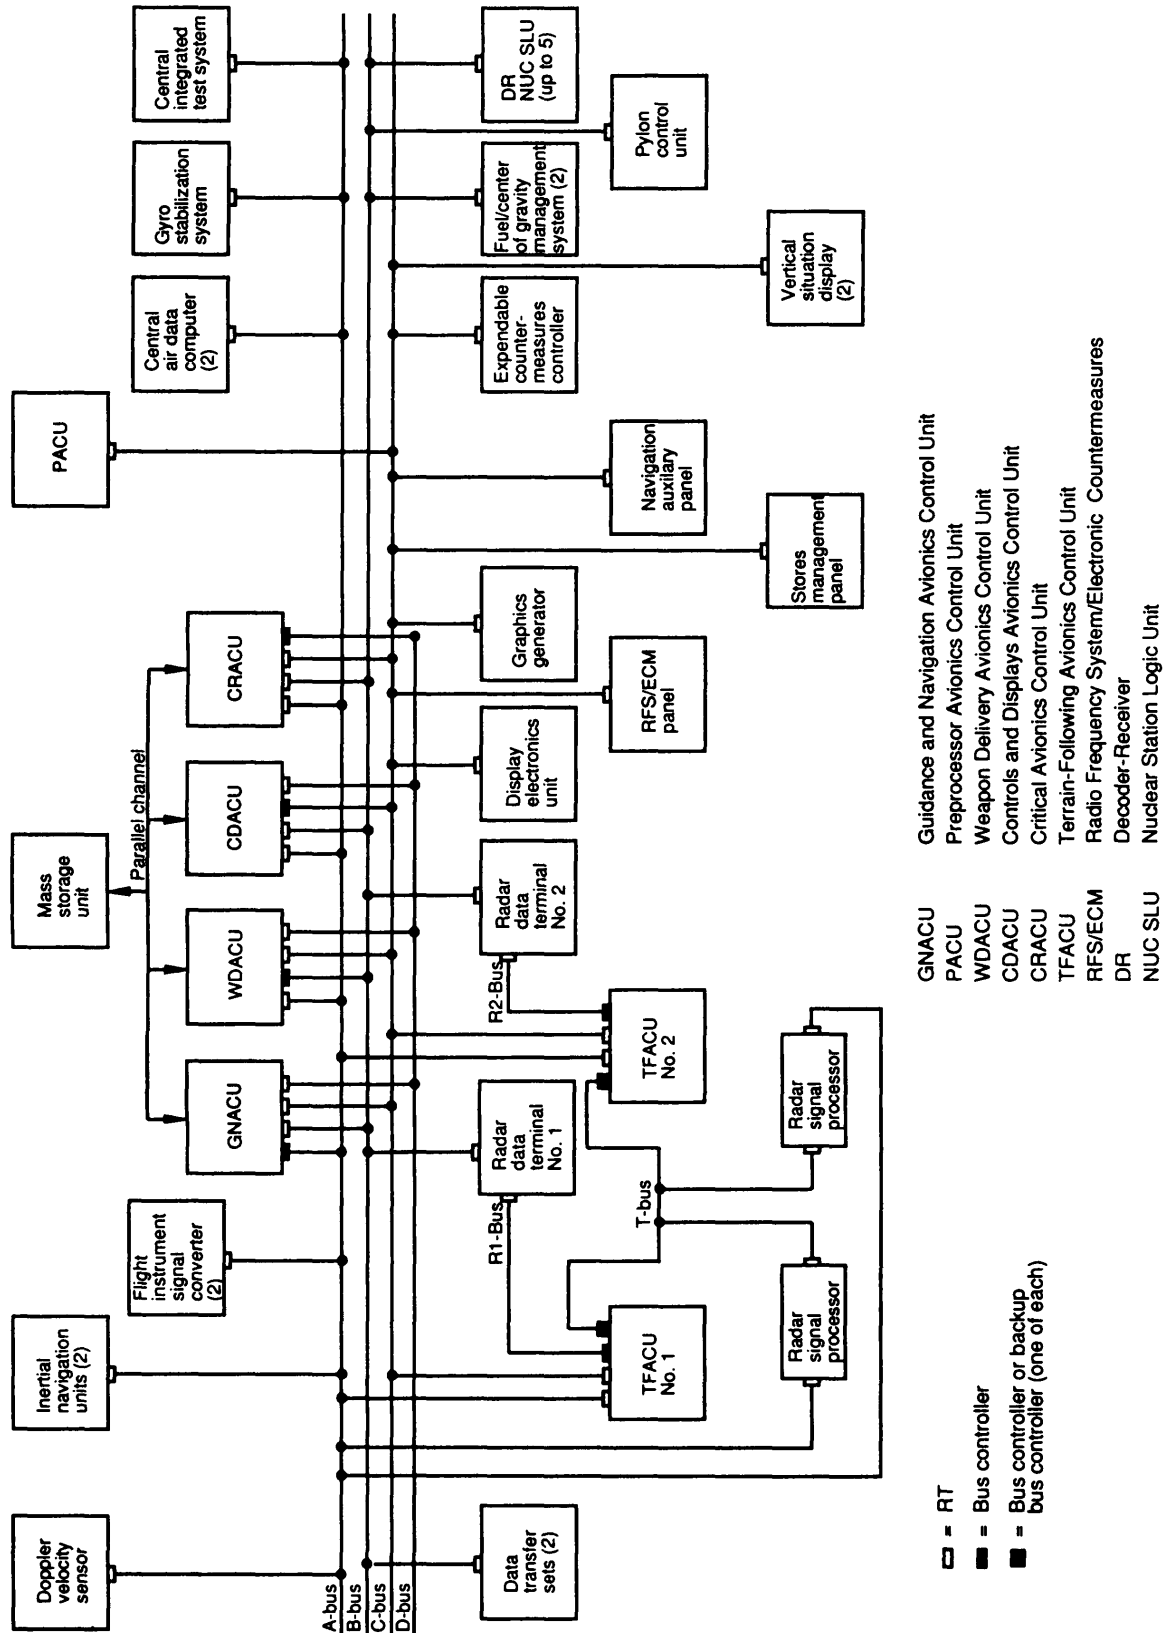 Doppler
velocity
sensor
Inertial
navigation
units (2)
Mass
storage
unit
PACU
Flight
instrument
signal
converter
(2)
Parallel channel
GNACU
WDACU
CDACU
CRACU
Central
air data
computer
(2)
Gyro
stabilization
system
Central
integrated
test system
A-bus
B-bus
C-bus
D-bus
Data
transfer
sets (2)
R1-Bus
Radar
data
terminal
No. 1
R2-Bus
Radar
data
terminal
No. 2
Display
electronics
unit
Graphics
generator
Expendable
counter-
measures
controller
Fuel/center
of gravity
management
system (2)
DR
NUC SLU
(up to 5)
TFACU
No. 1
T-bus
TFACU
No. 2
RFS/ECM
panel
Navigation
auxilary
panel
Pylon
control
unit
Radar
signal
processor
Radar
signal
processor
Stores
management
panel
Vertical
situation
display
(2)
= RT
= Bus controller
= Bus controller or backup
bus controller (one of each)
GNACU Guidance and Navigation Avionics Control Unit
PACU Preprocessor Avionics Control Unit
WDACU Weapon Delivery Avionics Control Unit
CDACU Controls and Displays Avionics Control Unit
CRACU Critical Avionics Control Unit
TFACU Terrain-Following Avionics Control Unit
RFS/ECM Radio Frequency System/Electronic Countermeasures
DR Decoder-Receiver
NUC SLU Nuclear Station Logic Unit